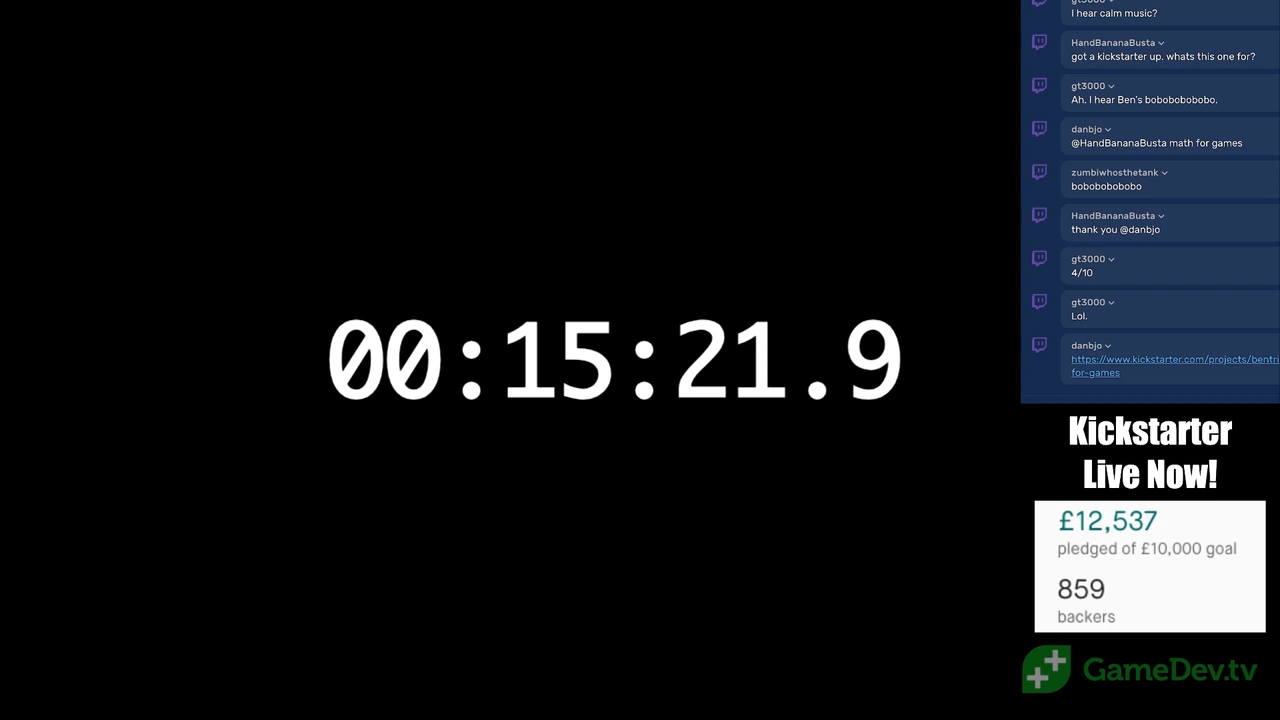 00:15:21.9
gt3000
I hear calm music?
HandBananaBusta
got a kickstarter up. whats this one for?
gt3000
Ah. I hear Ben's bobobobobobo.
danbjo
@HandBananaBusta math for games
zumbiwhosthetank
bobobobobobo
HandBananaBusta
thank you @danbjo
gt3000
4/10
gt3000
Lol.
danbjo
https://www.kickstarter.com/projects/bentri
for-games
Kickstarter
Live Now!
£12,537
pledged of £10,000 goal
859
backers
GameDev.tv